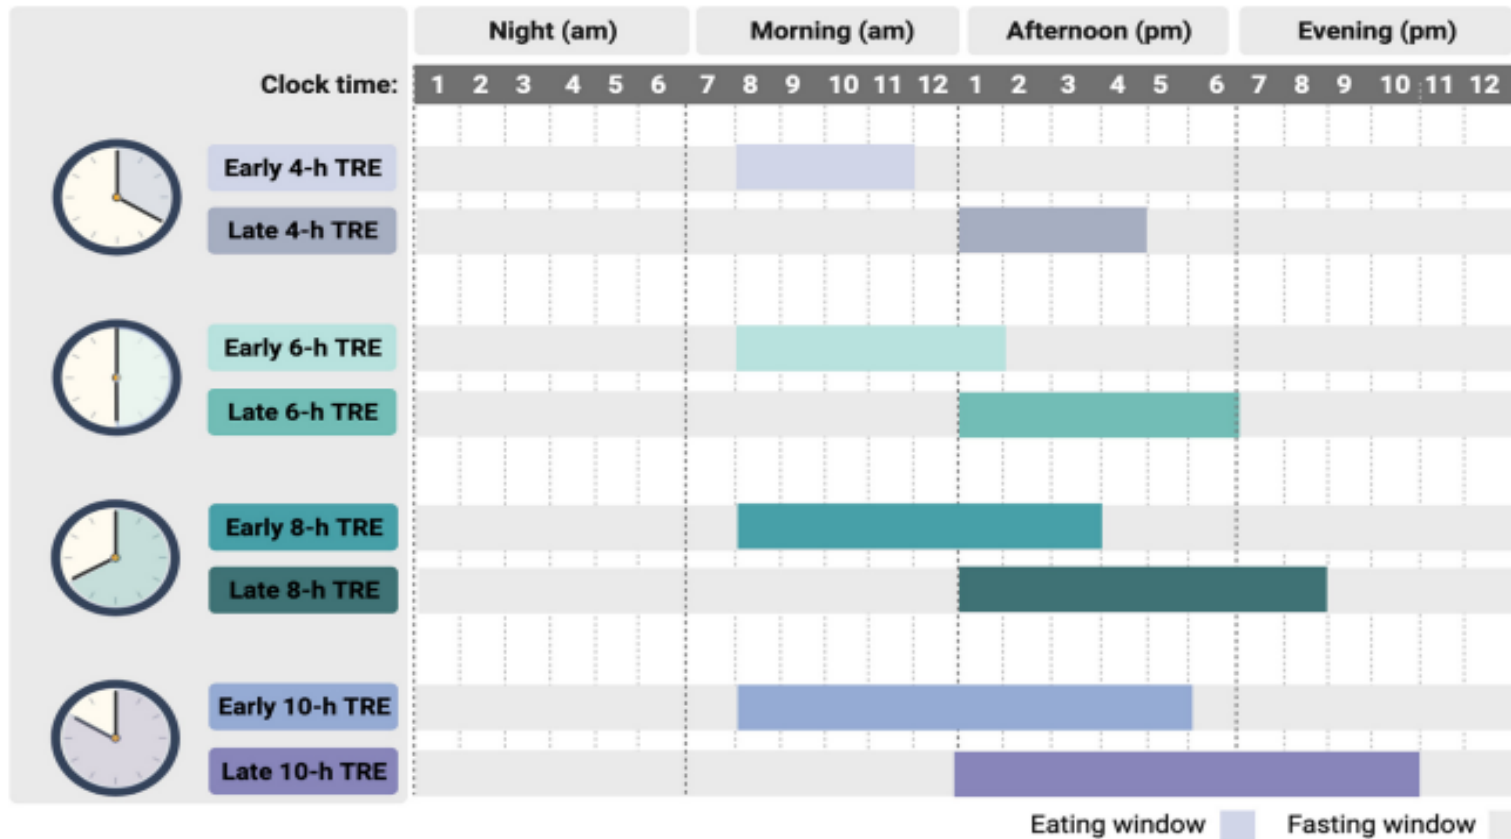 Night (am) Morning (am) Afternoon (pm) Evening (pm)
Clock time: 1 2 3 4 5 6 7 8 9 10 11 12 1 2 3 4 5 6 7 8 9 10 11 12
Early 4-h TRE
Late 4-h TRE
Early 6-h TRE
Late 6-h TRE
Early 8-h TRE
Late 8-h TRE
Early 10-h TRE
Late 10-h TRE
Eating window Fasting window